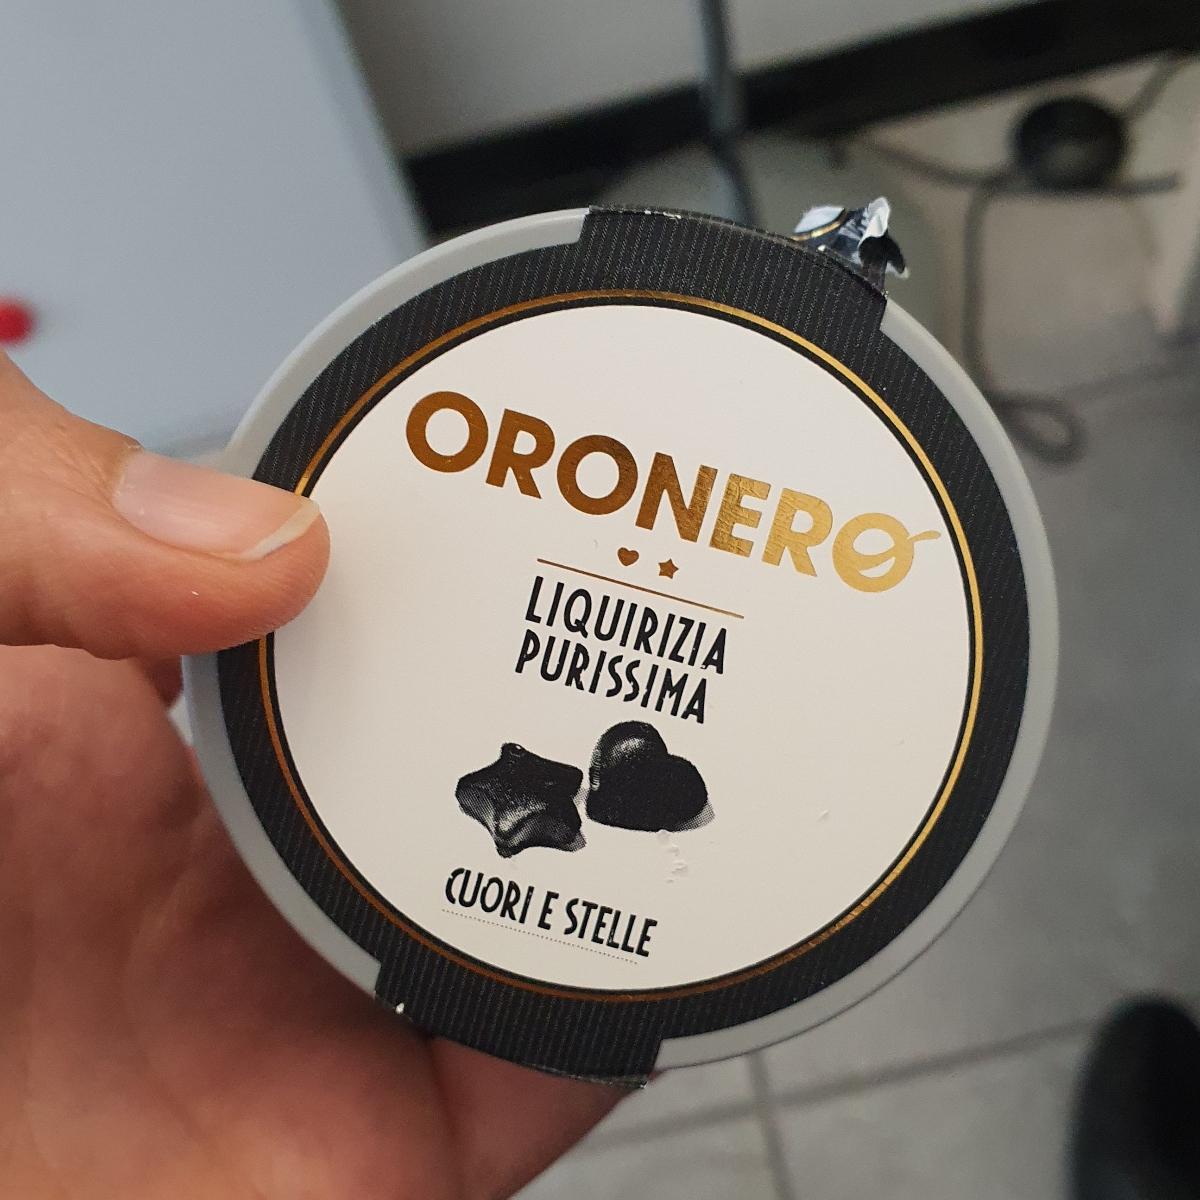 ORONERO
LIQUIRIZIA
PURISSIMA
CUORI E STELLE